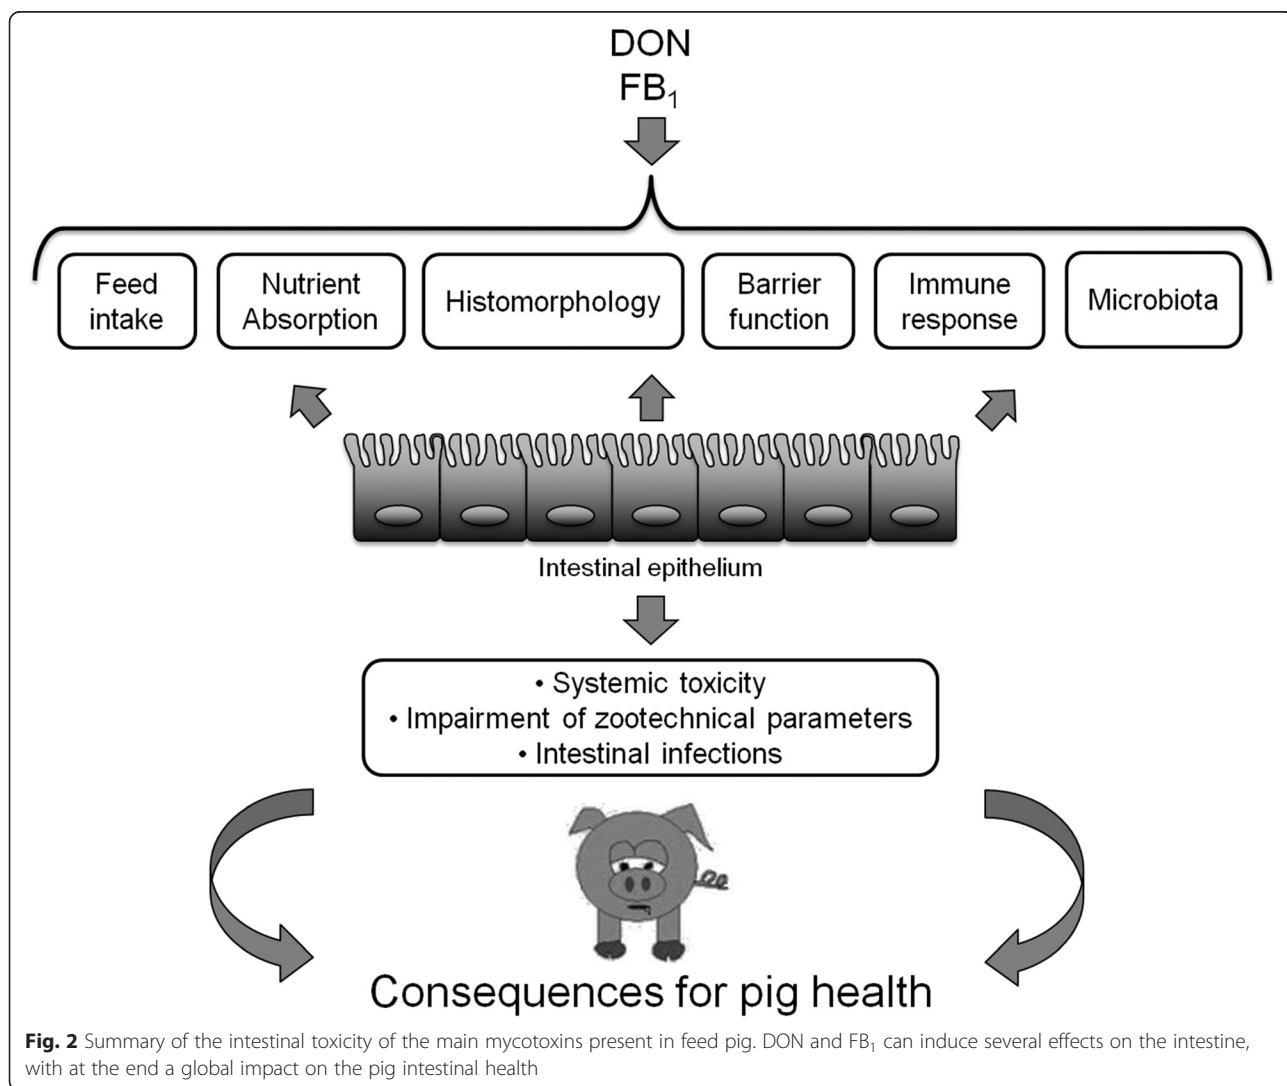 DON
FB₁
Feed
intake
Nutrient
Absorption
Histomorphology
Barrier
function
Immune
response
Microbiota
Intestinal epithelium
• Systemic toxicity
• Impairment of zootechnical parameters
• Intestinal infections
Consequences for pig health
Fig. 2 Summary of the intestinal toxicity of the main mycotoxins present in feed pig. DON and FB₁ can induce several effects on the intestine,
with at the end a global impact on the pig intestinal health